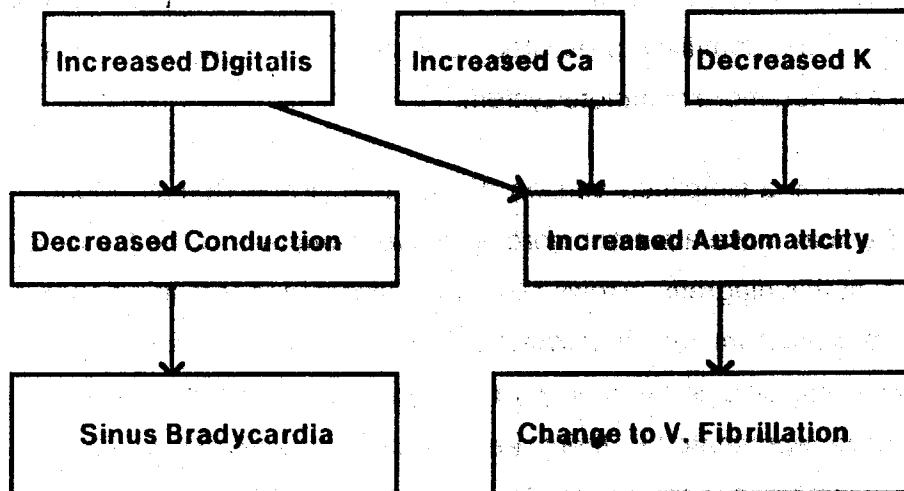 Increased Digitalis
Increased Ca
Decreased K
Decreased Conduction
Increased Automaticity
Sinus Bradycardia
Change to V. Fibrillation